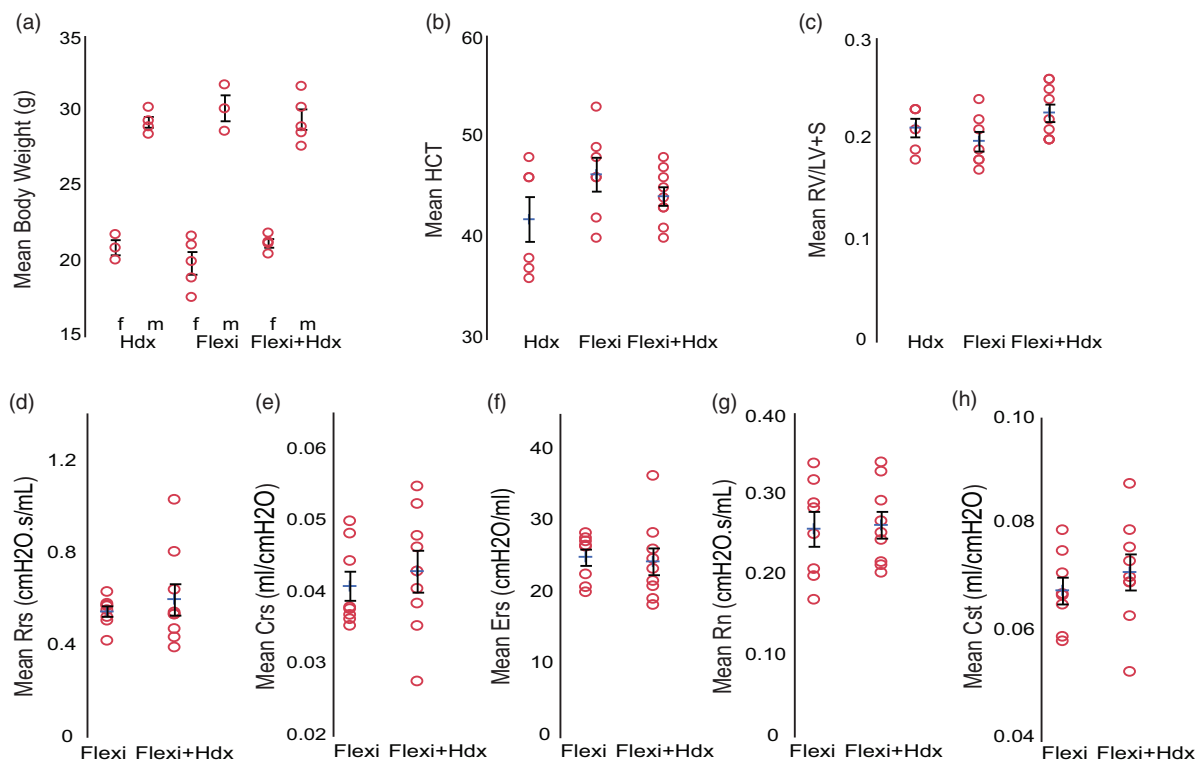 (a)
Mean Body Weight (g)
35
30
25
20
15
f m f m f m
Hdx Flexi Flexi+Hdx
(b)
Mean HCT
60
50
40
30
Hdx Flexi Flexi+Hdx
(c)
Mean RV/LV+S
0.3
0.2
0.1
0
Hdx Flexi Flexi+Hdx
(d)
Mean Rrs (cmH2O.s/mL)
1.2
0.8
0.4
0
Flexi Flexi+Hdx
(e)
Mean Crs (ml/cmH2O)
0.06
0.05
0.04
0.03
0.02
Flexi Flexi+Hdx
(f)
Mean Ers (cmH2O/ml)
40
30
20
10
0
Flexi Flexi+Hdx
(g)
Mean Rn (cmH2O.s/mL)
0.40
0.30
0.20
0.10
0
Flexi Flexi+Hdx
(h)
Mean Cst (ml/cmH2O)
0.10
0.08
0.06
0.04
Flexi Flexi+Hdx